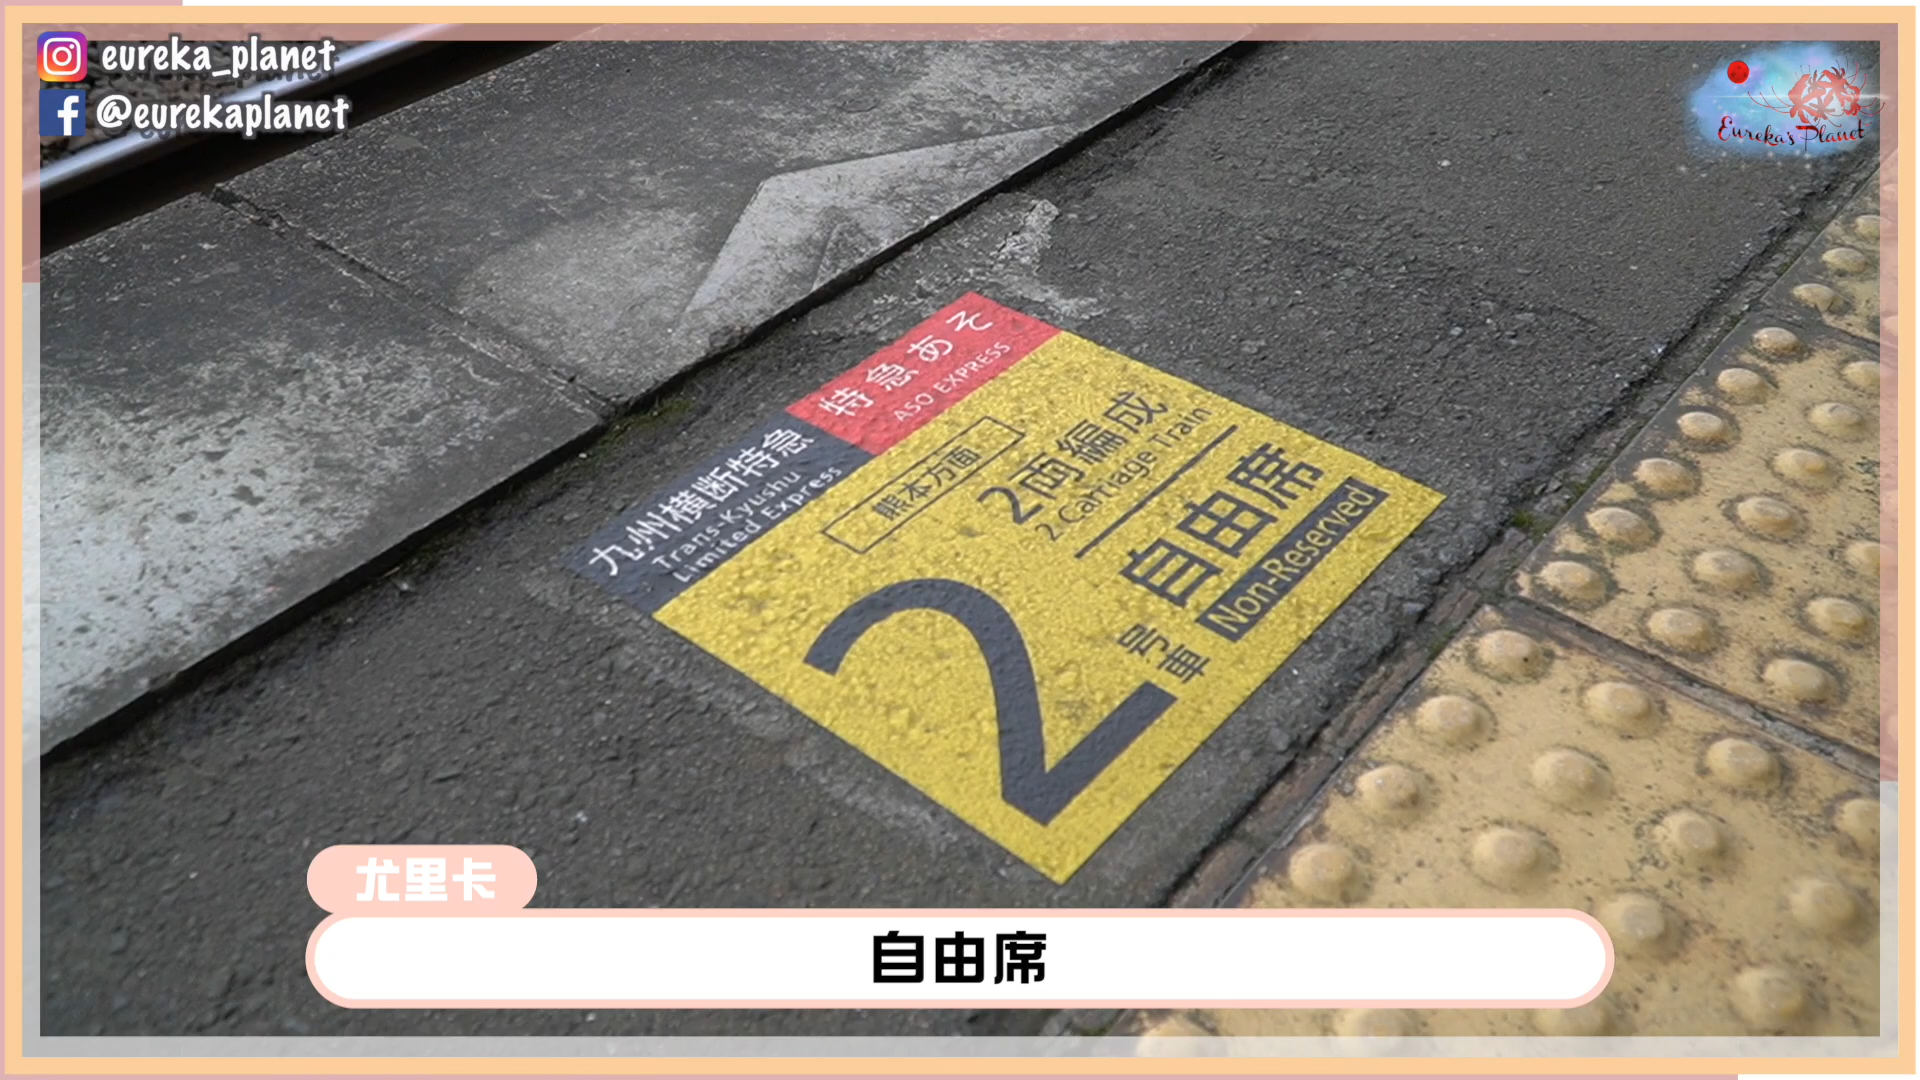 eureka_planet
@eurekaplanet
Eureka's Planet
特急あそ
ASO EXPRESS
九州横断特急
Trans-Kyushu
Limited Express
熊本方面
2両編成
2 Carriage Train
自由席
Non-Reserved
2号車
尤里卡
自由席